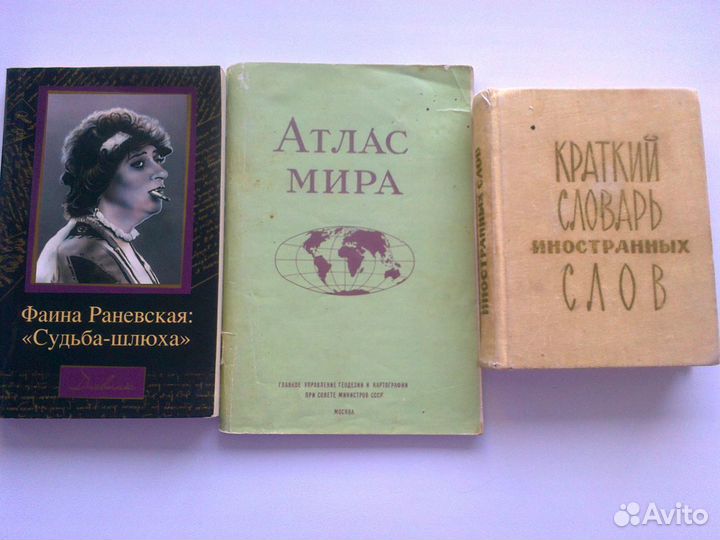 Фаина Раневская:
«Судьба-шлюха»
АТЛАС
МИРА
ГЛАВНОЕ УПРАВЛЕНИЕ ГЕОДЕЗИИ И КАРТОГРАФИИ
ПРИ СОВЕТЕ МИНИСТРОВ СССР
МОСКВА
ИНОСТРАННЫХ СЛОВ
КРАТКИЙ
СЛОВАРЬ
ИНОСТРАННЫХ
СЛОВ
Avito